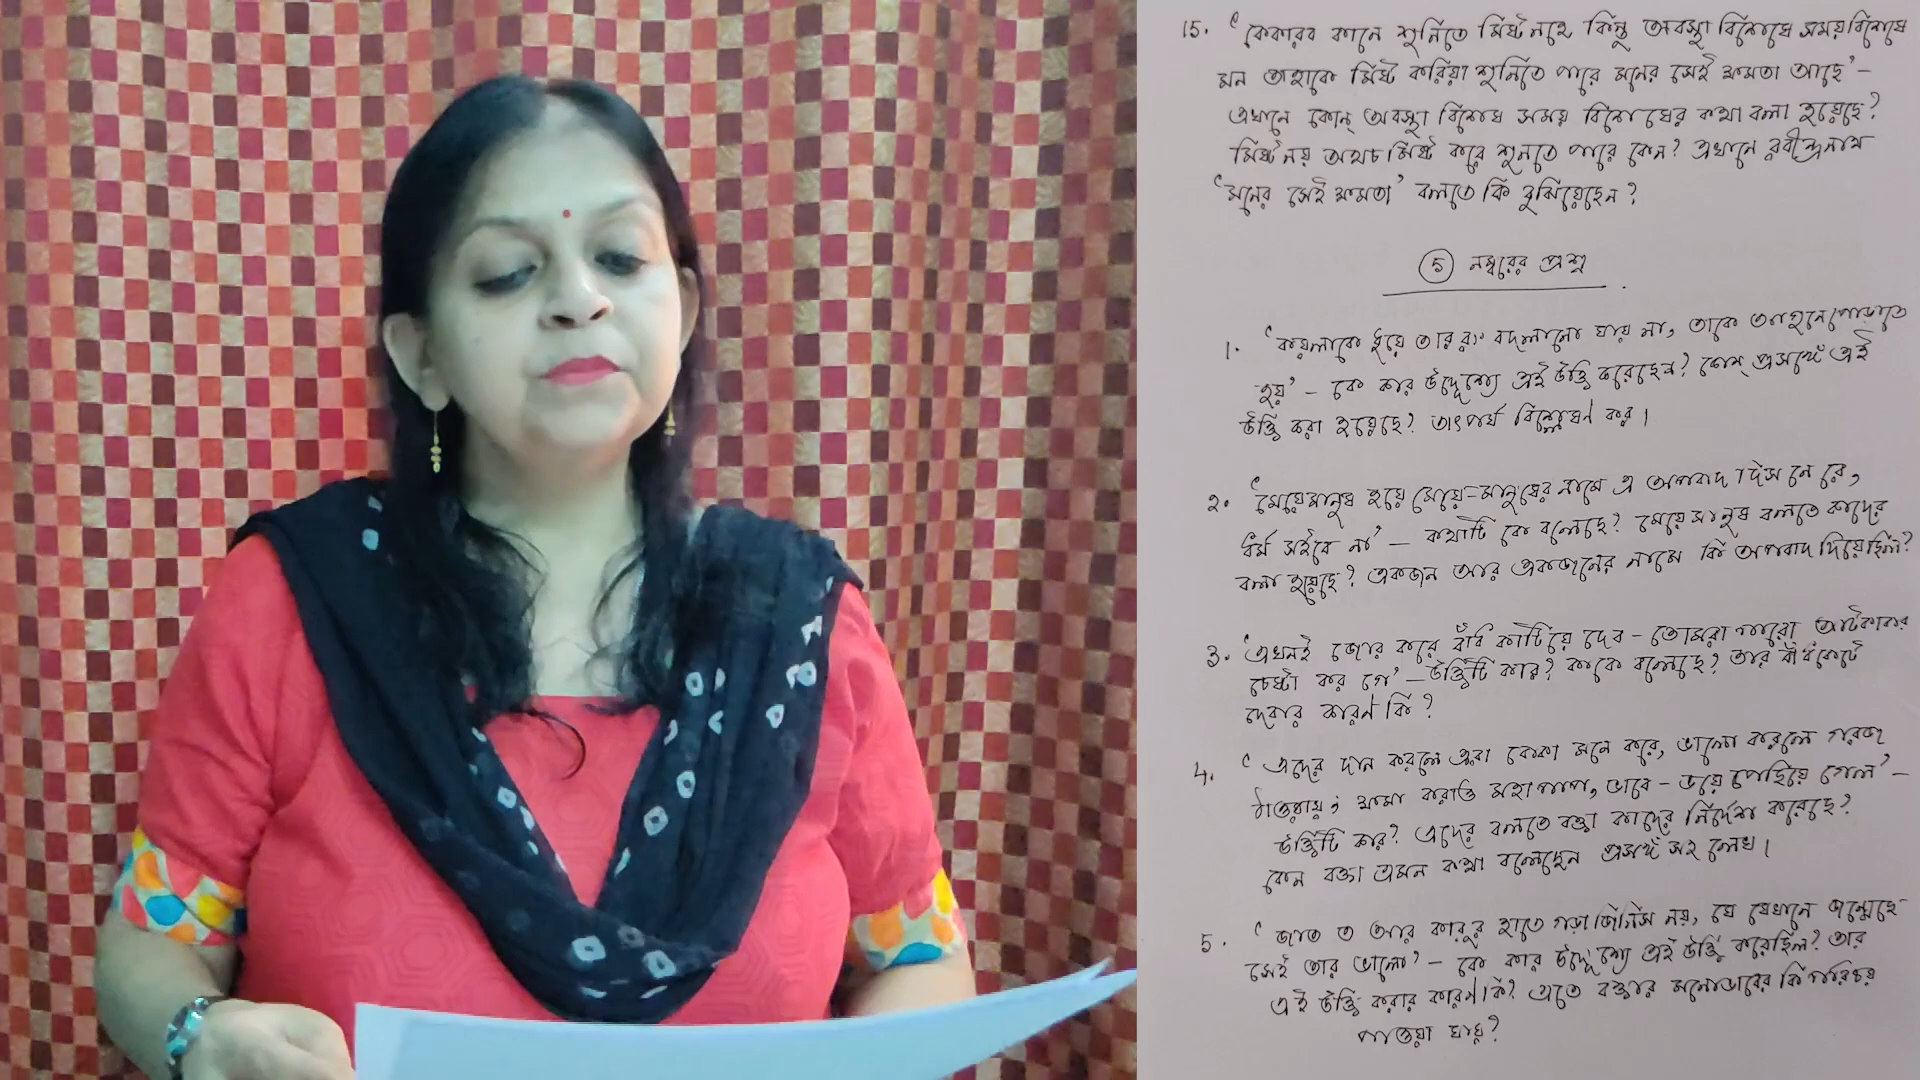 15. 'কেকারব কানে শুনিতে মিষ্ট নহে কিন্তু অবস্থা বিশেষে সময়বিশেষে
মন তাহাকে মিষ্ট করিয়া শুনিতে পারে মনের সেই ক্ষমতা আছে' –
এখানে কোন্ অবস্থা বিশেষ সময় বিশেষের কথা বলা হয়েছে?
মিষ্ট নয় অথচ মিষ্ট করে শুনতে পারে কেন? এখানে রবীন্দ্রনাথ
'মনের সেই ক্ষমতা' বলতে কি বুঝিয়েছেন?
5 নম্বরের প্রশ্ন
1. 'কয়লাকে ধুয়ে তার রং বদলানো যায় না, তাকে আগুনে পোড়াতে
হয়' – কে কার উদ্দেশ্যে এই উক্তি করেছেন? কোন্ প্রসঙ্গে এই
উক্তি করা হয়েছে? তাৎপর্য বিশ্লেষণ কর।
২. 'মেয়েমানুষ হয়ে মেয়ে-মানুষের নামে এ অপবাদ দিস নে রে,
ধর্ম সইবে না' – কথাটি কে বলেছে? মেয়েমানুষ বলতে কাদের
বলা হয়েছে? একজন আর একজনের নামে কি অপবাদ দিয়েছিল?
3. 'এখনই জোর করে বাঁধ কাটিয়ে দেব – তোমরা পারো আটকাবার
চেষ্টা কর গে' – উক্তিটি কার? কাকে বলেছে? তার বাঁধ কেটে
দেবার কারণ কি?
4. 'এদের দান করলে এরা বোকা মনে করে, ভালো করলে গরজ
ঠাওরায়; ক্ষমা করাও মহাপাপ, ভাবে – ভয়ে পেছিয়ে গেল' –
উক্তিটি কার? এদের বলতে বক্তা কাদের নির্দেশ করেছে?
কেন বক্তা এমন কথা বলেছেন প্রসঙ্গ সহ লেখ।
5. 'জাত ত আর কারুর হাতে গড়া জিনিস নয়, যে যেখানে জন্মেছে
সেই তার ভালো' – কে কার উদ্দেশ্যে এই উক্তি করেছিল? তার
এই উক্তি করার কারণ কি? এতে বক্তার মনোভাবের কি পরিচয়
পাওয়া যায়?